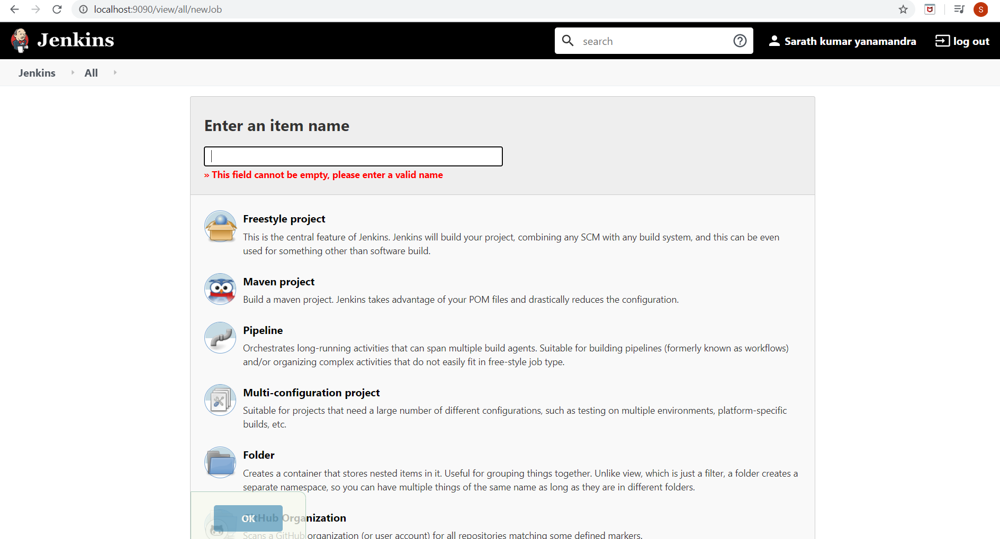 localhost:9090/view/all/newJob
S
Jenkins
search
Sarath kumar yanamandra
log out
Jenkins
All
Enter an item name
» This field cannot be empty, please enter a valid name
Freestyle project
This is the central feature of Jenkins. Jenkins will build your project, combining any SCM with any build system, and this can be even
used for something other than software build.
Maven project
Build a maven project. Jenkins takes advantage of your POM files and drastically reduces the configuration.
Pipeline
Orchestrates long-running activities that can span multiple build agents. Suitable for building pipelines (formerly known as workflows)
and/or organizing complex activities that do not easily fit in free-style job type.
Multi-configuration project
Suitable for projects that need a large number of different configurations, such as testing on multiple environments, platform-specific
builds, etc.
Folder
Creates a container that stores nested items in it. Useful for grouping things together. Unlike view, which is just a filter, a folder creates a
separate namespace, so you can have multiple things of the same name as long as they are in different folders.
OK
GitHub Organization
Scans a GitHub organization (or user account) for all repositories matching some defined markers.